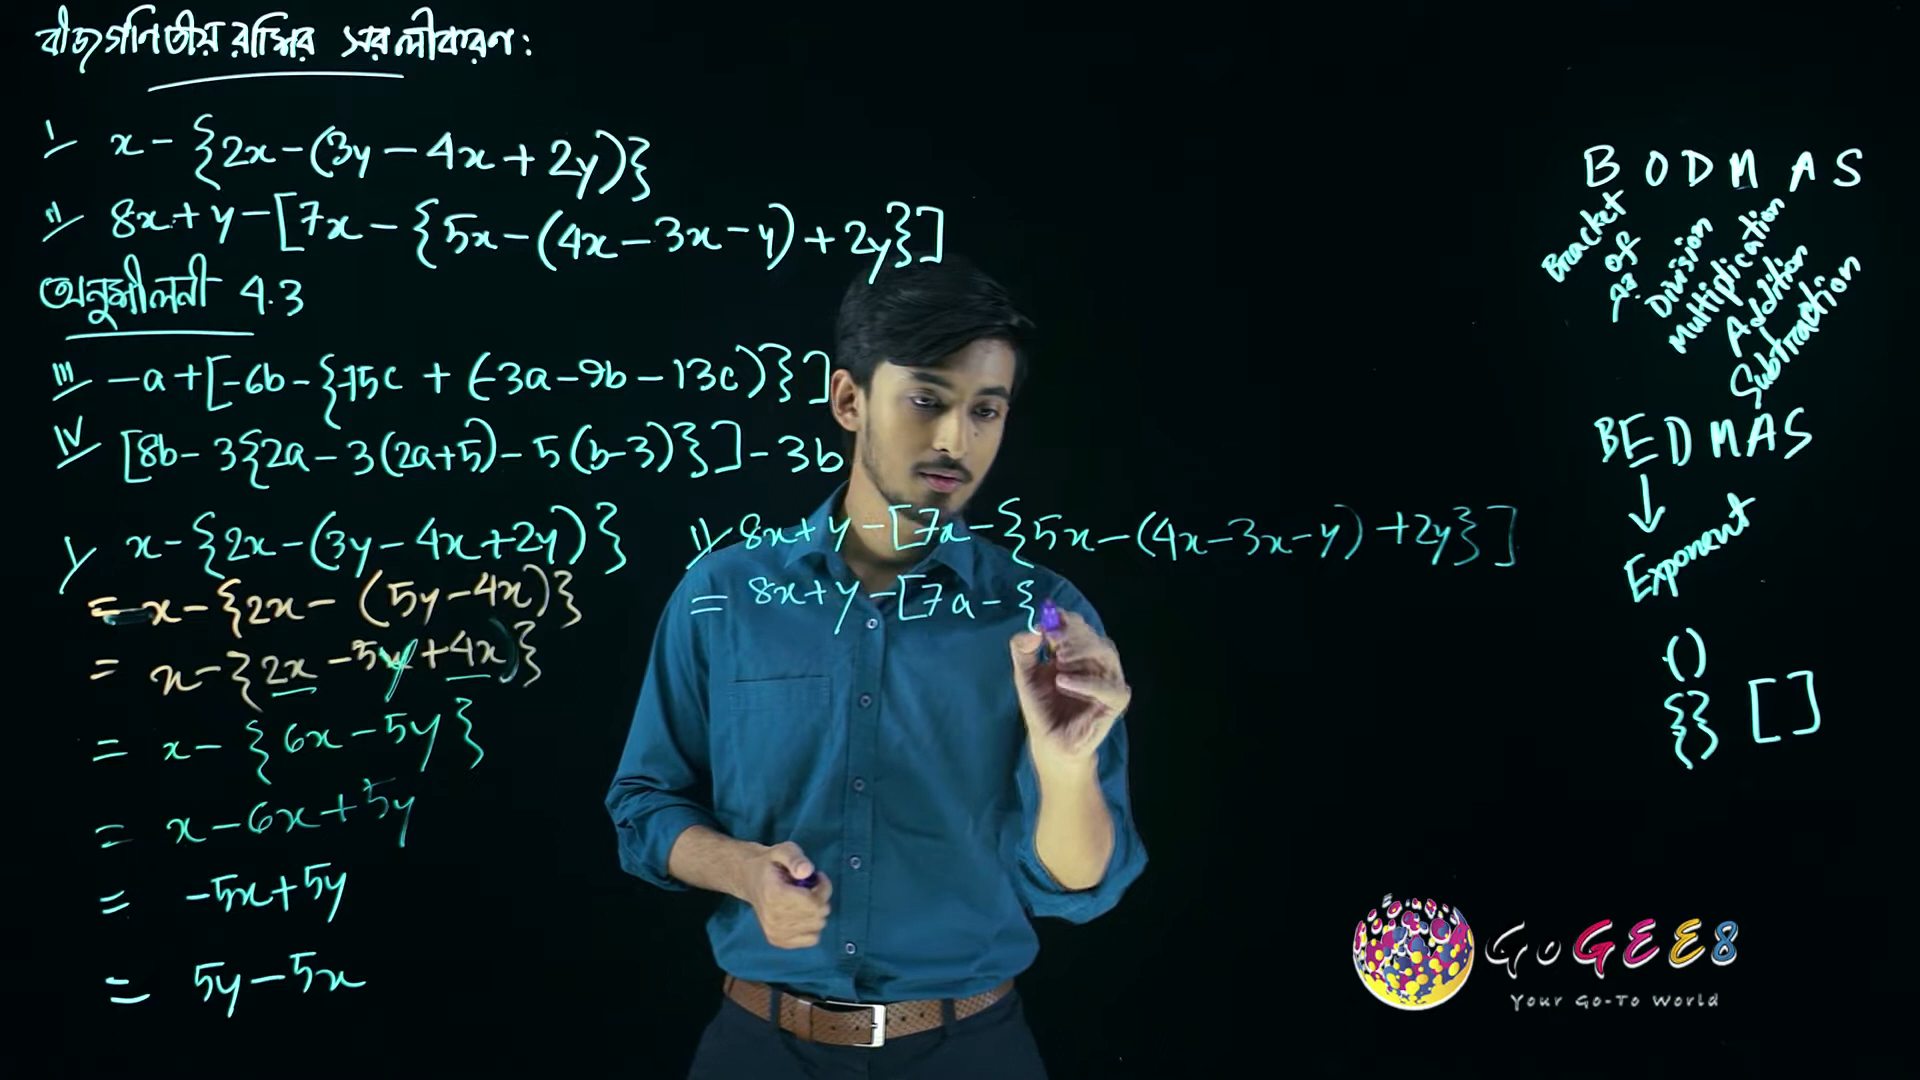 বীজগণিতীয় রাশির সরলীকরণ:
i) x-{2x-(3y-4x+2y)}
ii) 8x+y-[7x-{5x-(4x-3x-y)+2y}]
অনুশীলনী 4.3
iii) -a+[-6b-{-15c+(-3a-9b-13c)}]
iv) [8b-3{2a-3(2a+5)-5(b-3)}]-3b
i) x-{2x-(3y-4x+2y)}
= x-{2x-(5y-4x)}
= x-{2x-5y+4x)}
= x-{6x-5y}
= x-6x+5y
= -5x+5y
= 5y-5x
ii) 8x+y-[7x-{5x-(4x-3x-y)+2y}]
= 8x+y-[7a-{
B O D M A S
Bracket
of
Division
Multiplication
Addition
Subtraction
BEDMAS
↓
Exponent
()
{} []
GoGEE8
Your Go-To World